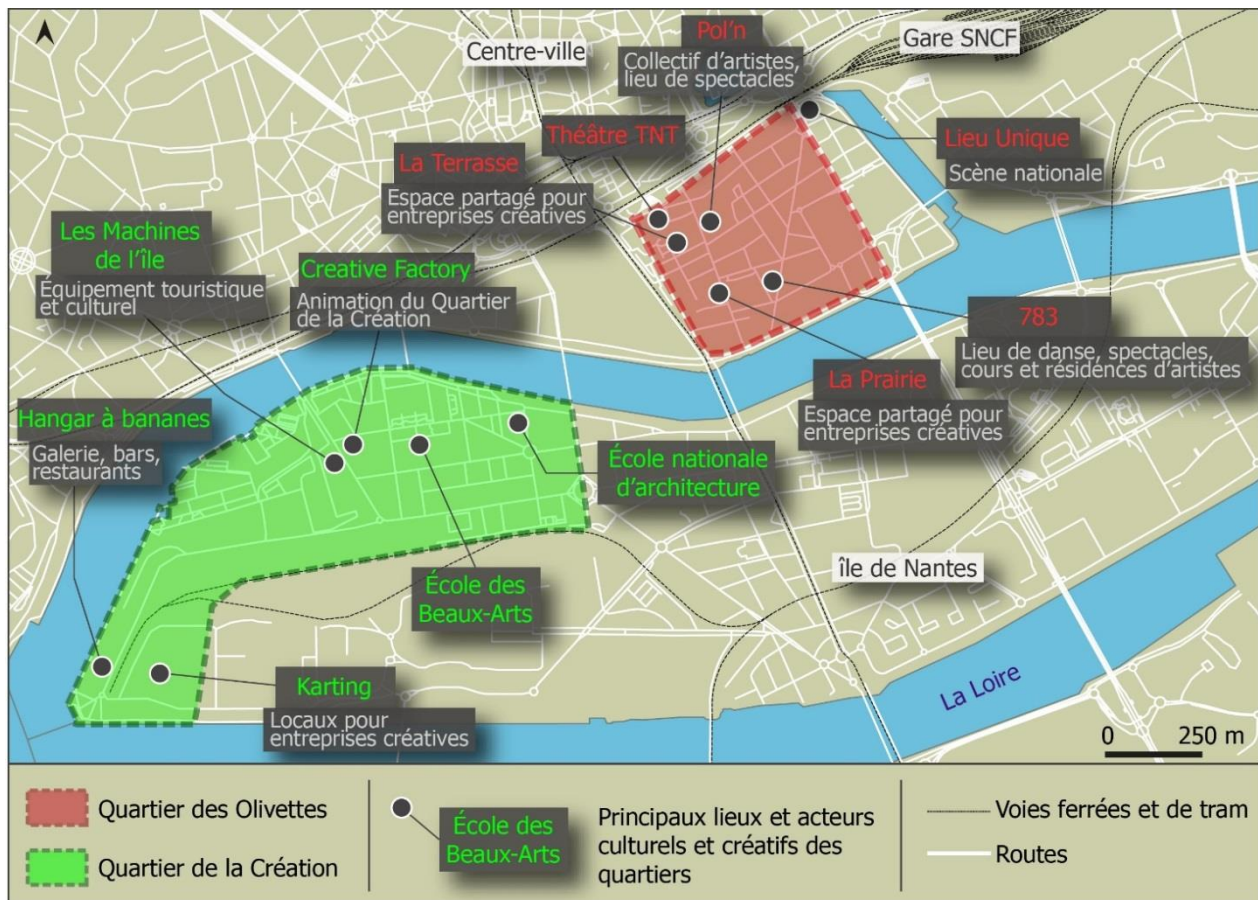 Centre-ville
Pol'n
Collectif d'artistes,
lieu de spectacles
Gare SNCF
Théâtre TNT
Lieu Unique
Scène nationale
La Terrasse
Espace partagé pour
entreprises créatives
Les Machines
de l'île
Équipement touristique
et culturel
Creative Factory
Animation du Quartier
de la Création
783
Lieu de danse, spectacles,
cours et résidences d'artistes
La Prairie
Espace partagé pour
entreprises créatives
Hangar à bananes
Galerie, bars,
restaurants
École nationale
d'architecture
École des
Beaux-Arts
île de Nantes
Karting
Locaux pour
entreprises créatives
La Loire
0 250 m
Quartier des Olivettes
Quartier de la Création
École des
Beaux-Arts
Principaux lieux et acteurs
culturels et créatifs des
quartiers
Voies ferrées et de tram
Routes